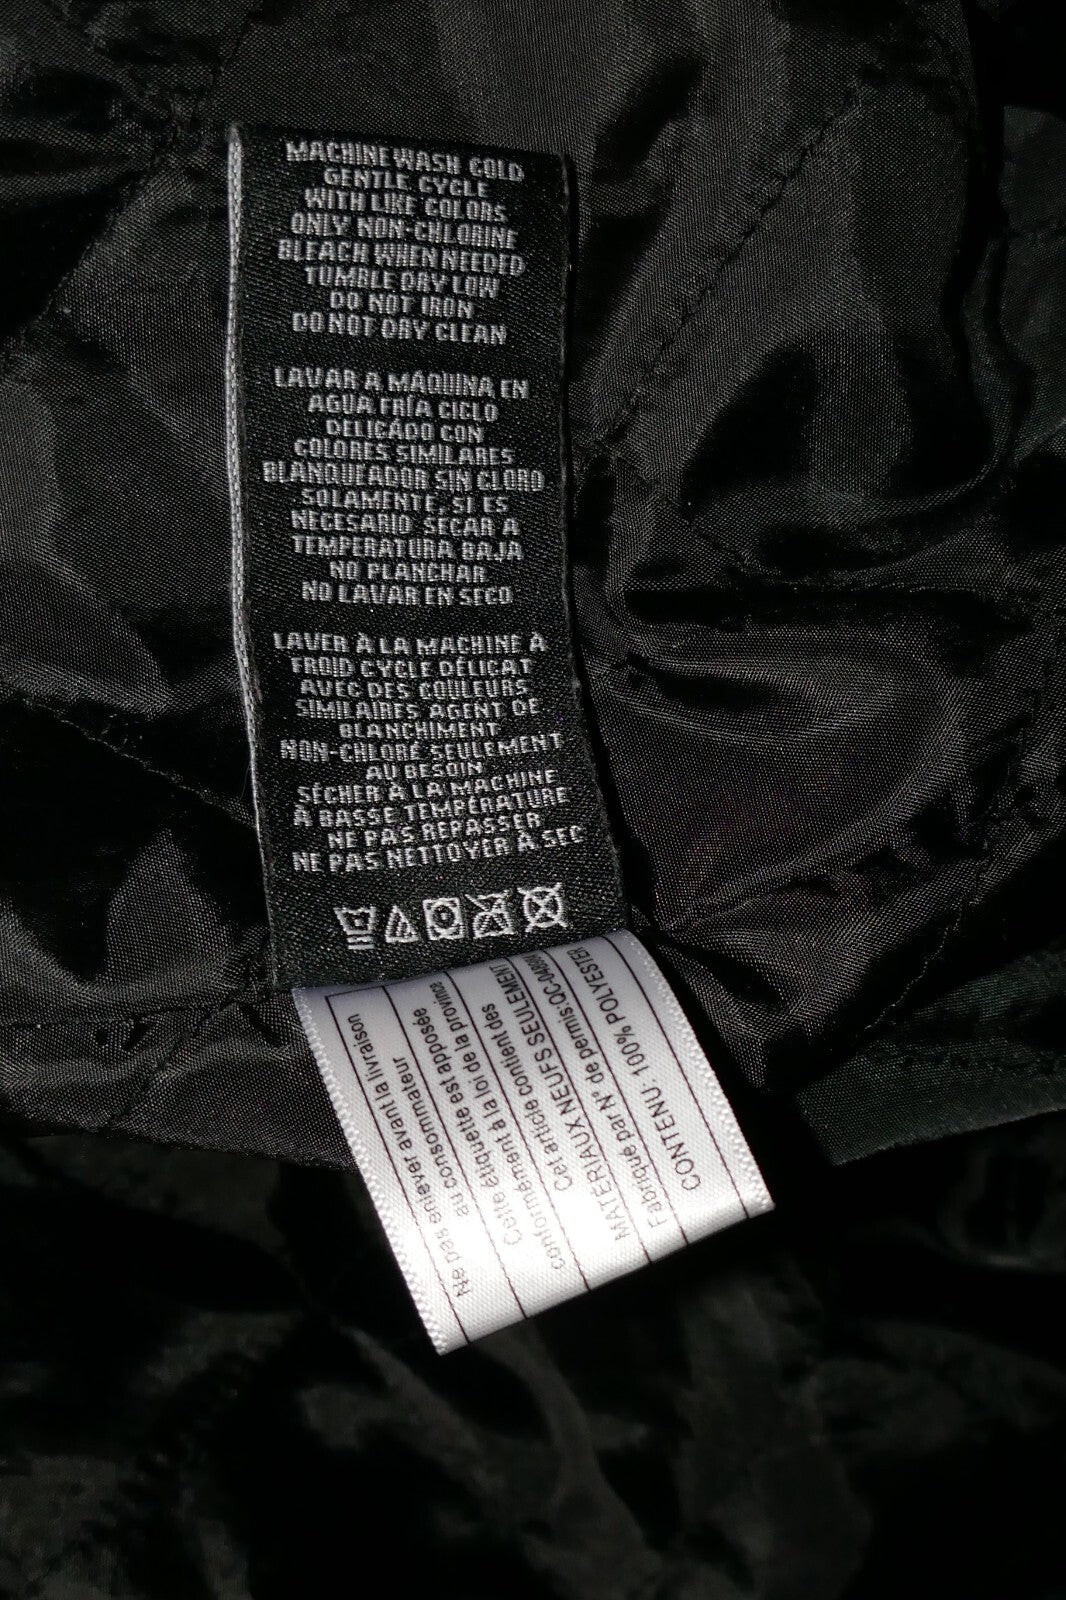 MACHINE WASH COLD
GENTLE CYCLE
WITH LIKE COLORS
ONLY NON-CHLORINE
BLEACH WHEN NEEDED
TUMBLE DRY LOW
DO NOT IRON
DO NOT DRY CLEAN
LAVAR A MÁQUINA EN
AGUA FRÍA CICLO
DELICADO CON
COLORES SIMILARES
BLANQUEADOR SIN CLORO
SOLAMENTE, SI ES
NECESARIO SECAR A
TEMPERATURA BAJA
NO PLANCHAR
NO LAVAR EN SECO
LAVER À LA MACHINE À
FROID CYCLE DÉLICAT
AVEC DES COULEURS
SIMILAIRES AGENT DE
BLANCHIMENT
NON-CHLORÉ SEULEMENT
AU BESOIN
SÉCHER À LA MACHINE
À BASSE TEMPÉRATURE
NE PAS REPASSER
NE PAS NETTOYER À SEC
Ne pas enlever avant la livraison
au consommateur
Cette étiquette est apposée
conformément à la loi de la province
Cet article contient des
MATÉRIAUX NEUFS SEULEMENT
Fabriqué par N° de permis:
CONTENU: 100% POLYESTER